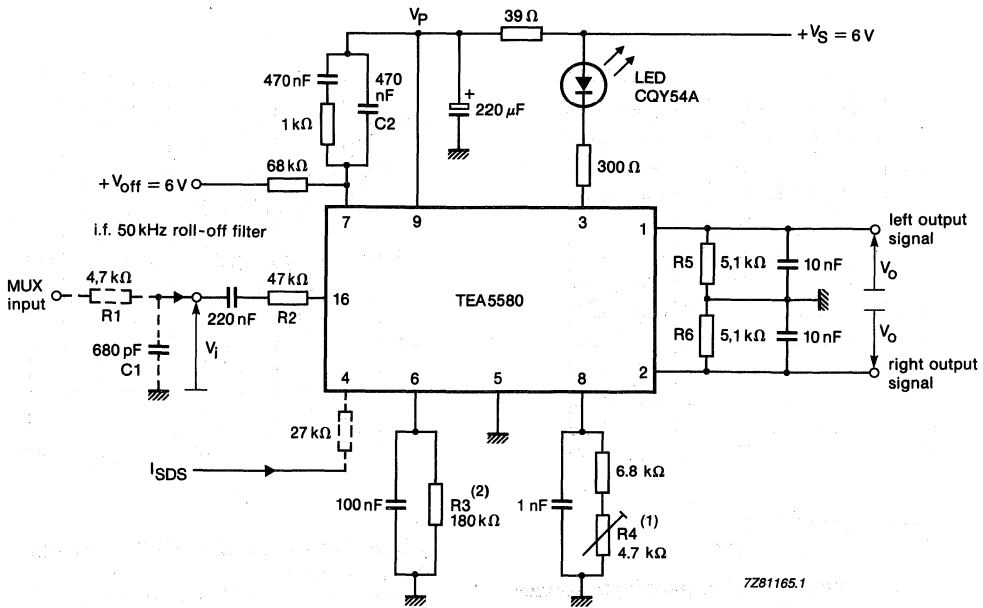 V_P
39 Ω
+V_S = 6 V
470 nF
470
nF
C2
1 kΩ
+
220 μF
LED
CQY54A
300 Ω
68 kΩ
+V_off = 6 V
7
9
3
i.f. 50 kHz roll-off filter
MUX
input
4,7 kΩ
R1
680 pF
C1
V_i
220 nF
47 kΩ
R2
16
TEA5580
1
2
R5
5,1 kΩ
10 nF
R6
5,1 kΩ
10 nF
left output
signal
V_o
V_o
right output
signal
4
6
5
8
27 kΩ
I_SDS
100 nF
R3 (2)
180 kΩ
1 nF
6.8 kΩ
R4 (1)
4.7 kΩ
7Z81165.1